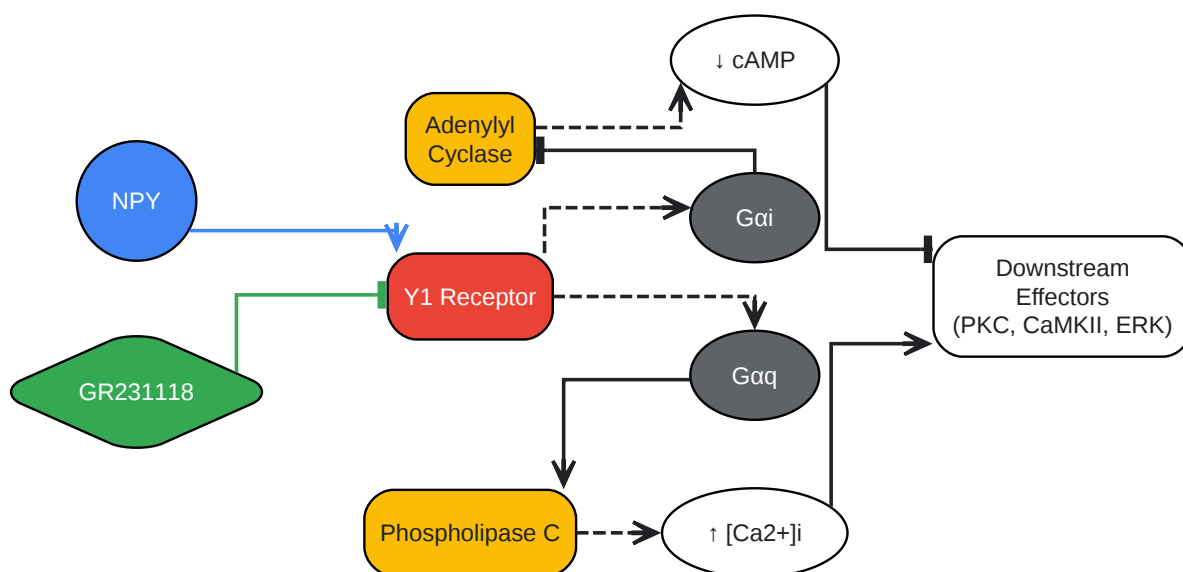 ↓ cAMP
Adenylyl
Cyclase
NPY
Gαi
Y1 Receptor
Downstream
Effectors
(PKC, CaMKII, ERK)
GR231118
Gαq
Phospholipase C
↑ [Ca2+]i